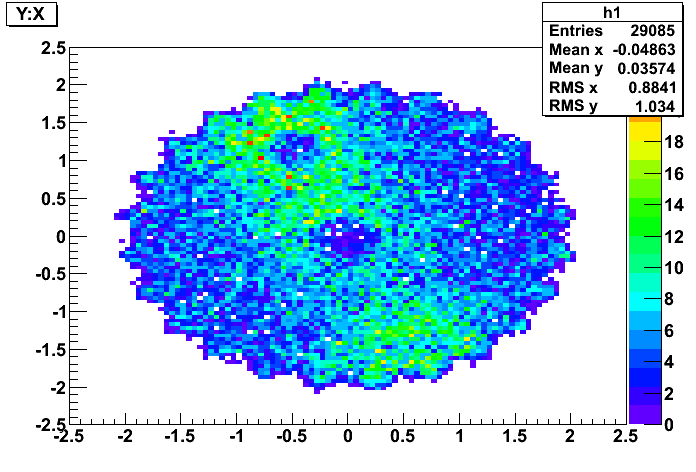 Y:X
h1
Entries 29085
Mean x -0.04863
Mean y 0.03574
RMS x 0.8841
RMS y 1.034
2.5
2
1.5
1
0.5
0
-0.5
-1
-1.5
-2
-2.5
-2.5 -2 -1.5 -1 -0.5 0 0.5 1 1.5 2 2.5
18
16
14
12
10
8
6
4
2
0